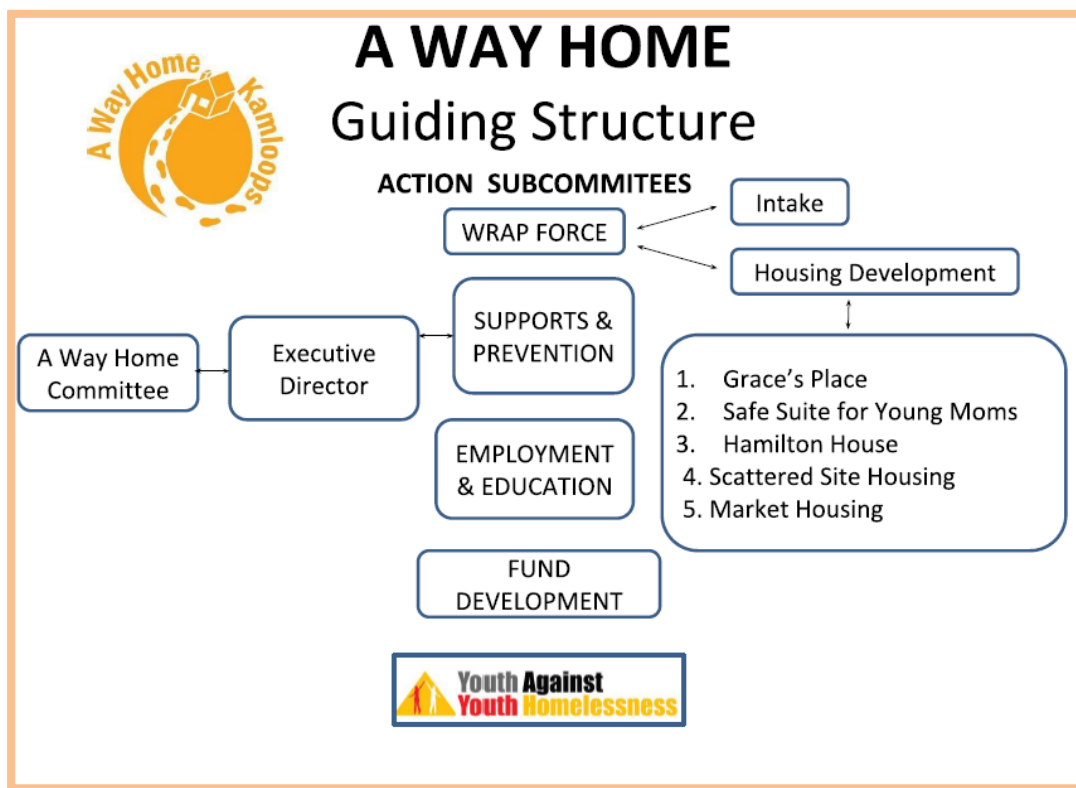 A WAY HOME
Guiding Structure
A Way Home Kamloops
ACTION SUBCOMMITEES
WRAP FORCE
Intake
Housing Development
SUPPORTS &
PREVENTION
A Way Home
Committee
Executive
Director
1. Grace’s Place
2. Safe Suite for Young Moms
3. Hamilton House
4. Scattered Site Housing
5. Market Housing
EMPLOYMENT
& EDUCATION
FUND
DEVELOPMENT
Youth Against
Youth Homelessness